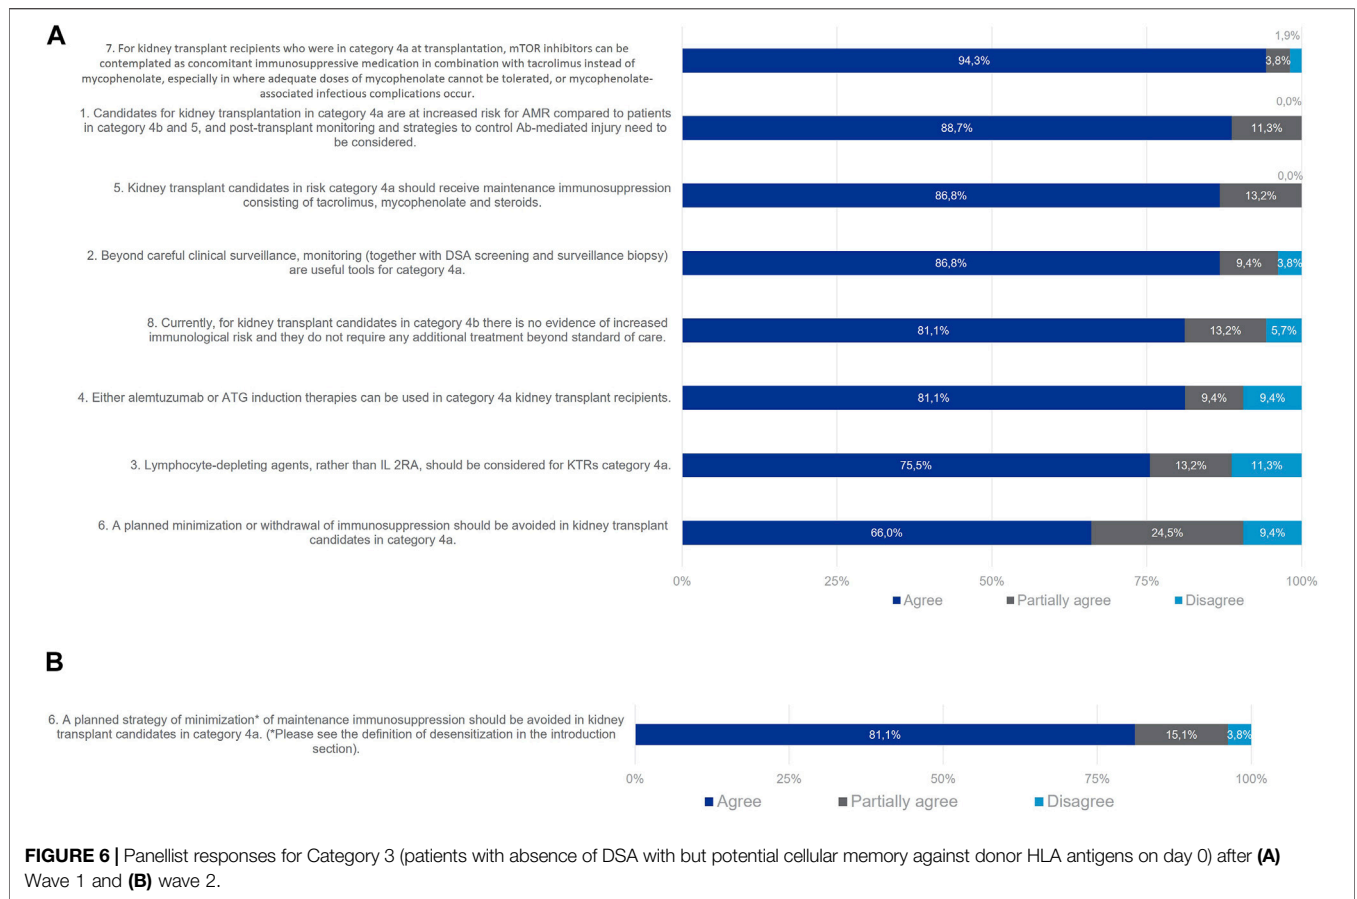 A
7. For kidney transplant recipients who were in category 4a at transplantation, mTOR inhibitors can be
contemplated as concomitant immunosuppressive medication in combination with tacrolimus instead of
mycophenolate, especially in where adequate doses of mycophenolate cannot be tolerated, or mycophenolate-
associated infectious complications occur.
94,3%
3,8%
1,9%
1. Candidates for kidney transplantation in category 4a are at increased risk for AMR compared to patients
in category 4b and 5, and post-transplant monitoring and strategies to control Ab-mediated injury need to
be considered.
88,7%
11,3%
0,0%
5. Kidney transplant candidates in risk category 4a should receive maintenance immunosuppression
consisting of tacrolimus, mycophenolate and steroids.
86,8%
13,2%
0,0%
2. Beyond careful clinical surveillance, monitoring (together with DSA screening and surveillance biopsy)
are useful tools for category 4a.
86,8%
9,4%
3,8%
8. Currently, for kidney transplant candidates in category 4b there is no evidence of increased
immunological risk and they do not require any additional treatment beyond standard of care.
81,1%
13,2%
5,7%
4. Either alemtuzumab or ATG induction therapies can be used in category 4a kidney transplant recipients.
81,1%
9,4%
9,4%
3. Lymphocyte-depleting agents, rather than IL 2RA, should be considered for KTRs category 4a.
75,5%
13,2%
11,3%
6. A planned minimization or withdrawal of immunosuppression should be avoided in kidney transplant
candidates in category 4a.
66,0%
24,5%
9,4%
0% 25% 50% 75% 100%
Agree Partially agree Disagree
B
6. A planned strategy of minimization* of maintenance immunosuppression should be avoided in kidney
transplant candidates in category 4a. (*Please see the definition of desensitization in the introduction
section).
81,1%
15,1%
3,8%
0% 25% 50% 75% 100%
Agree Partially agree Disagree
FIGURE 6 | Panellist responses for Category 3 (patients with absence of DSA with but potential cellular memory against donor HLA antigens on day 0) after (A)
Wave 1 and (B) wave 2.